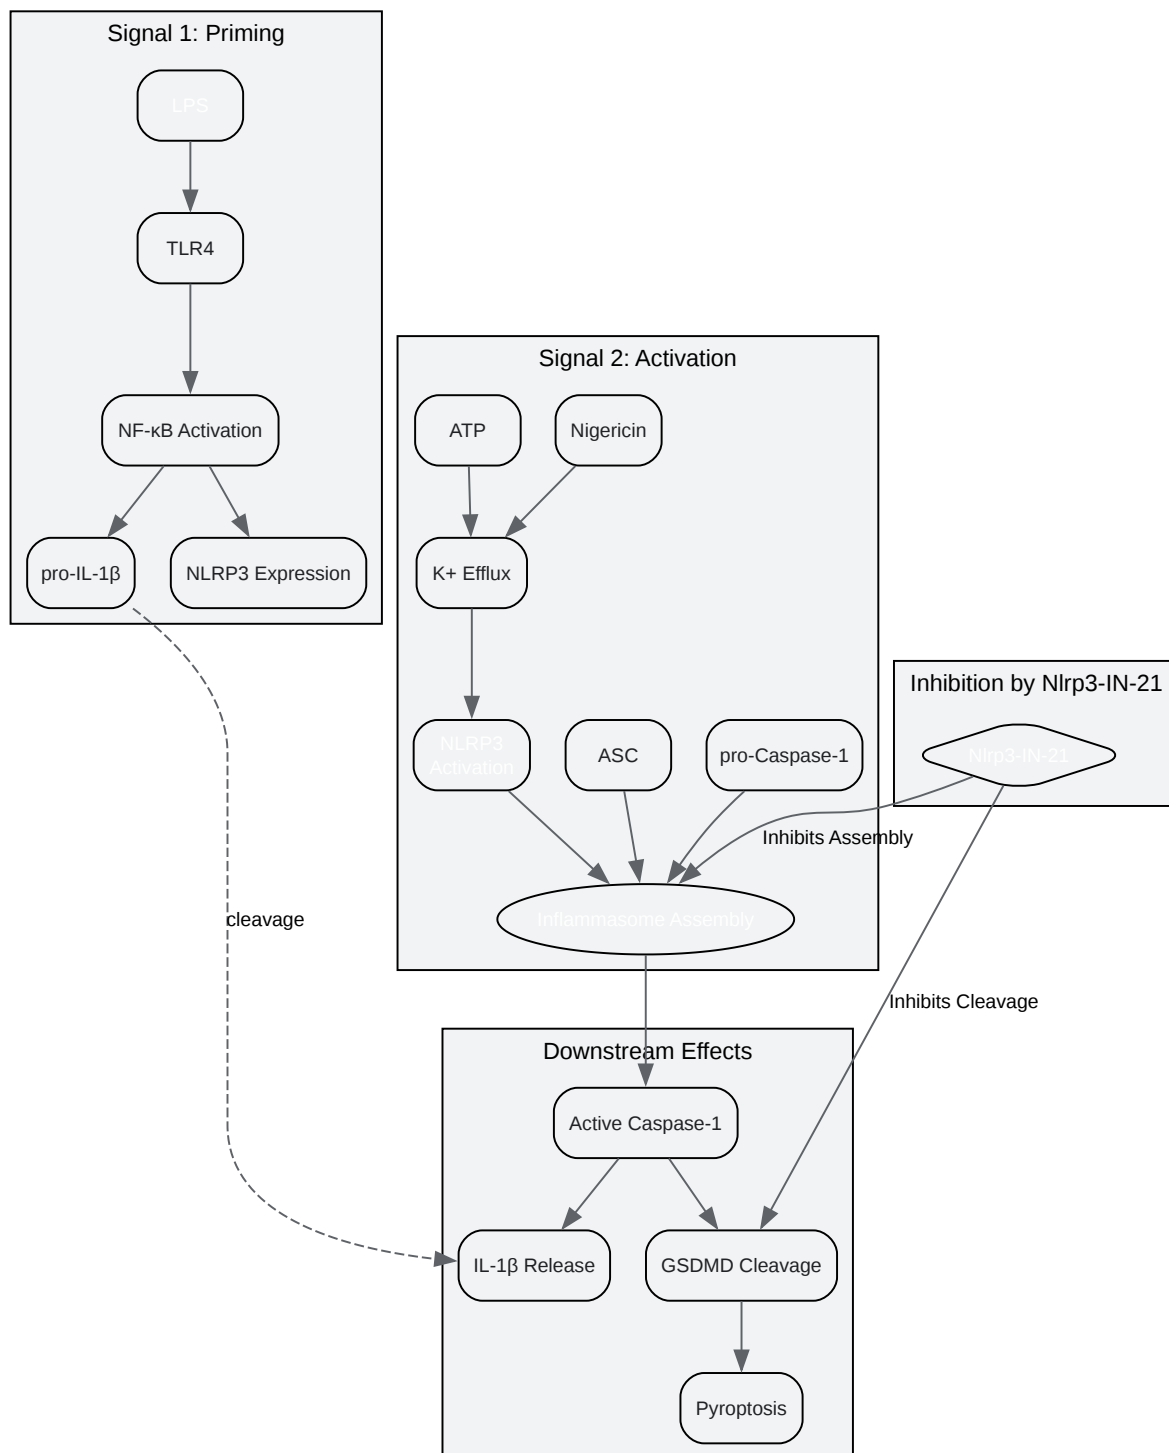 Signal 1: Priming
LPS
TLR4
NF-κB Activation
pro-IL-1β
NLRP3 Expression
Signal 2: Activation
ATP
Nigericin
K+ Efflux
NLRP3
Activation
ASC
pro-Caspase-1
Inflammasome Assembly
Inhibition by Nlrp3-IN-21
Nlrp3-IN-21
Inhibits Assembly
cleavage
Inhibits Cleavage
Downstream Effects
Active Caspase-1
IL-1β Release
GSDMD Cleavage
Pyroptosis